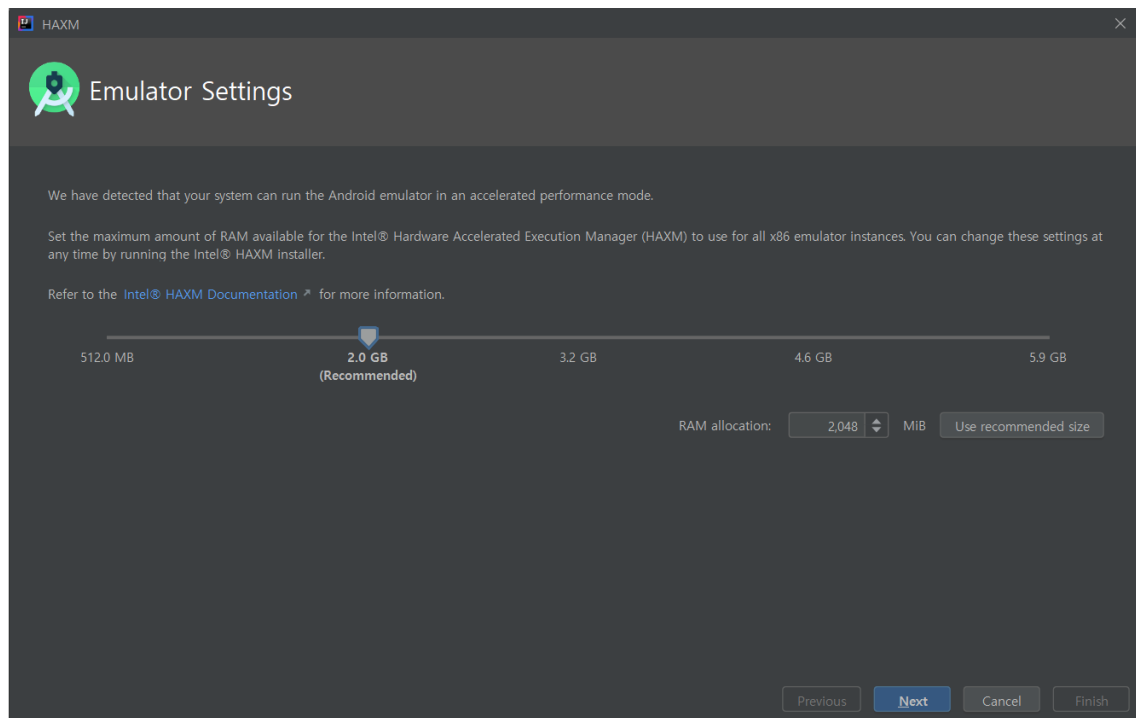 HAXM
Emulator Settings
We have detected that your system can run the Android emulator in an accelerated performance mode.
Set the maximum amount of RAM available for the Intel® Hardware Accelerated Execution Manager (HAXM) to use for all x86 emulator instances. You can change these settings at
any time by running the Intel® HAXM installer.
Refer to the Intel® HAXM Documentation ↗ for more information.
512.0 MB 2.0 GB 3.2 GB 4.6 GB 5.9 GB
(Recommended)
RAM allocation: 2,048 MiB Use recommended size
Previous Next Cancel Finish